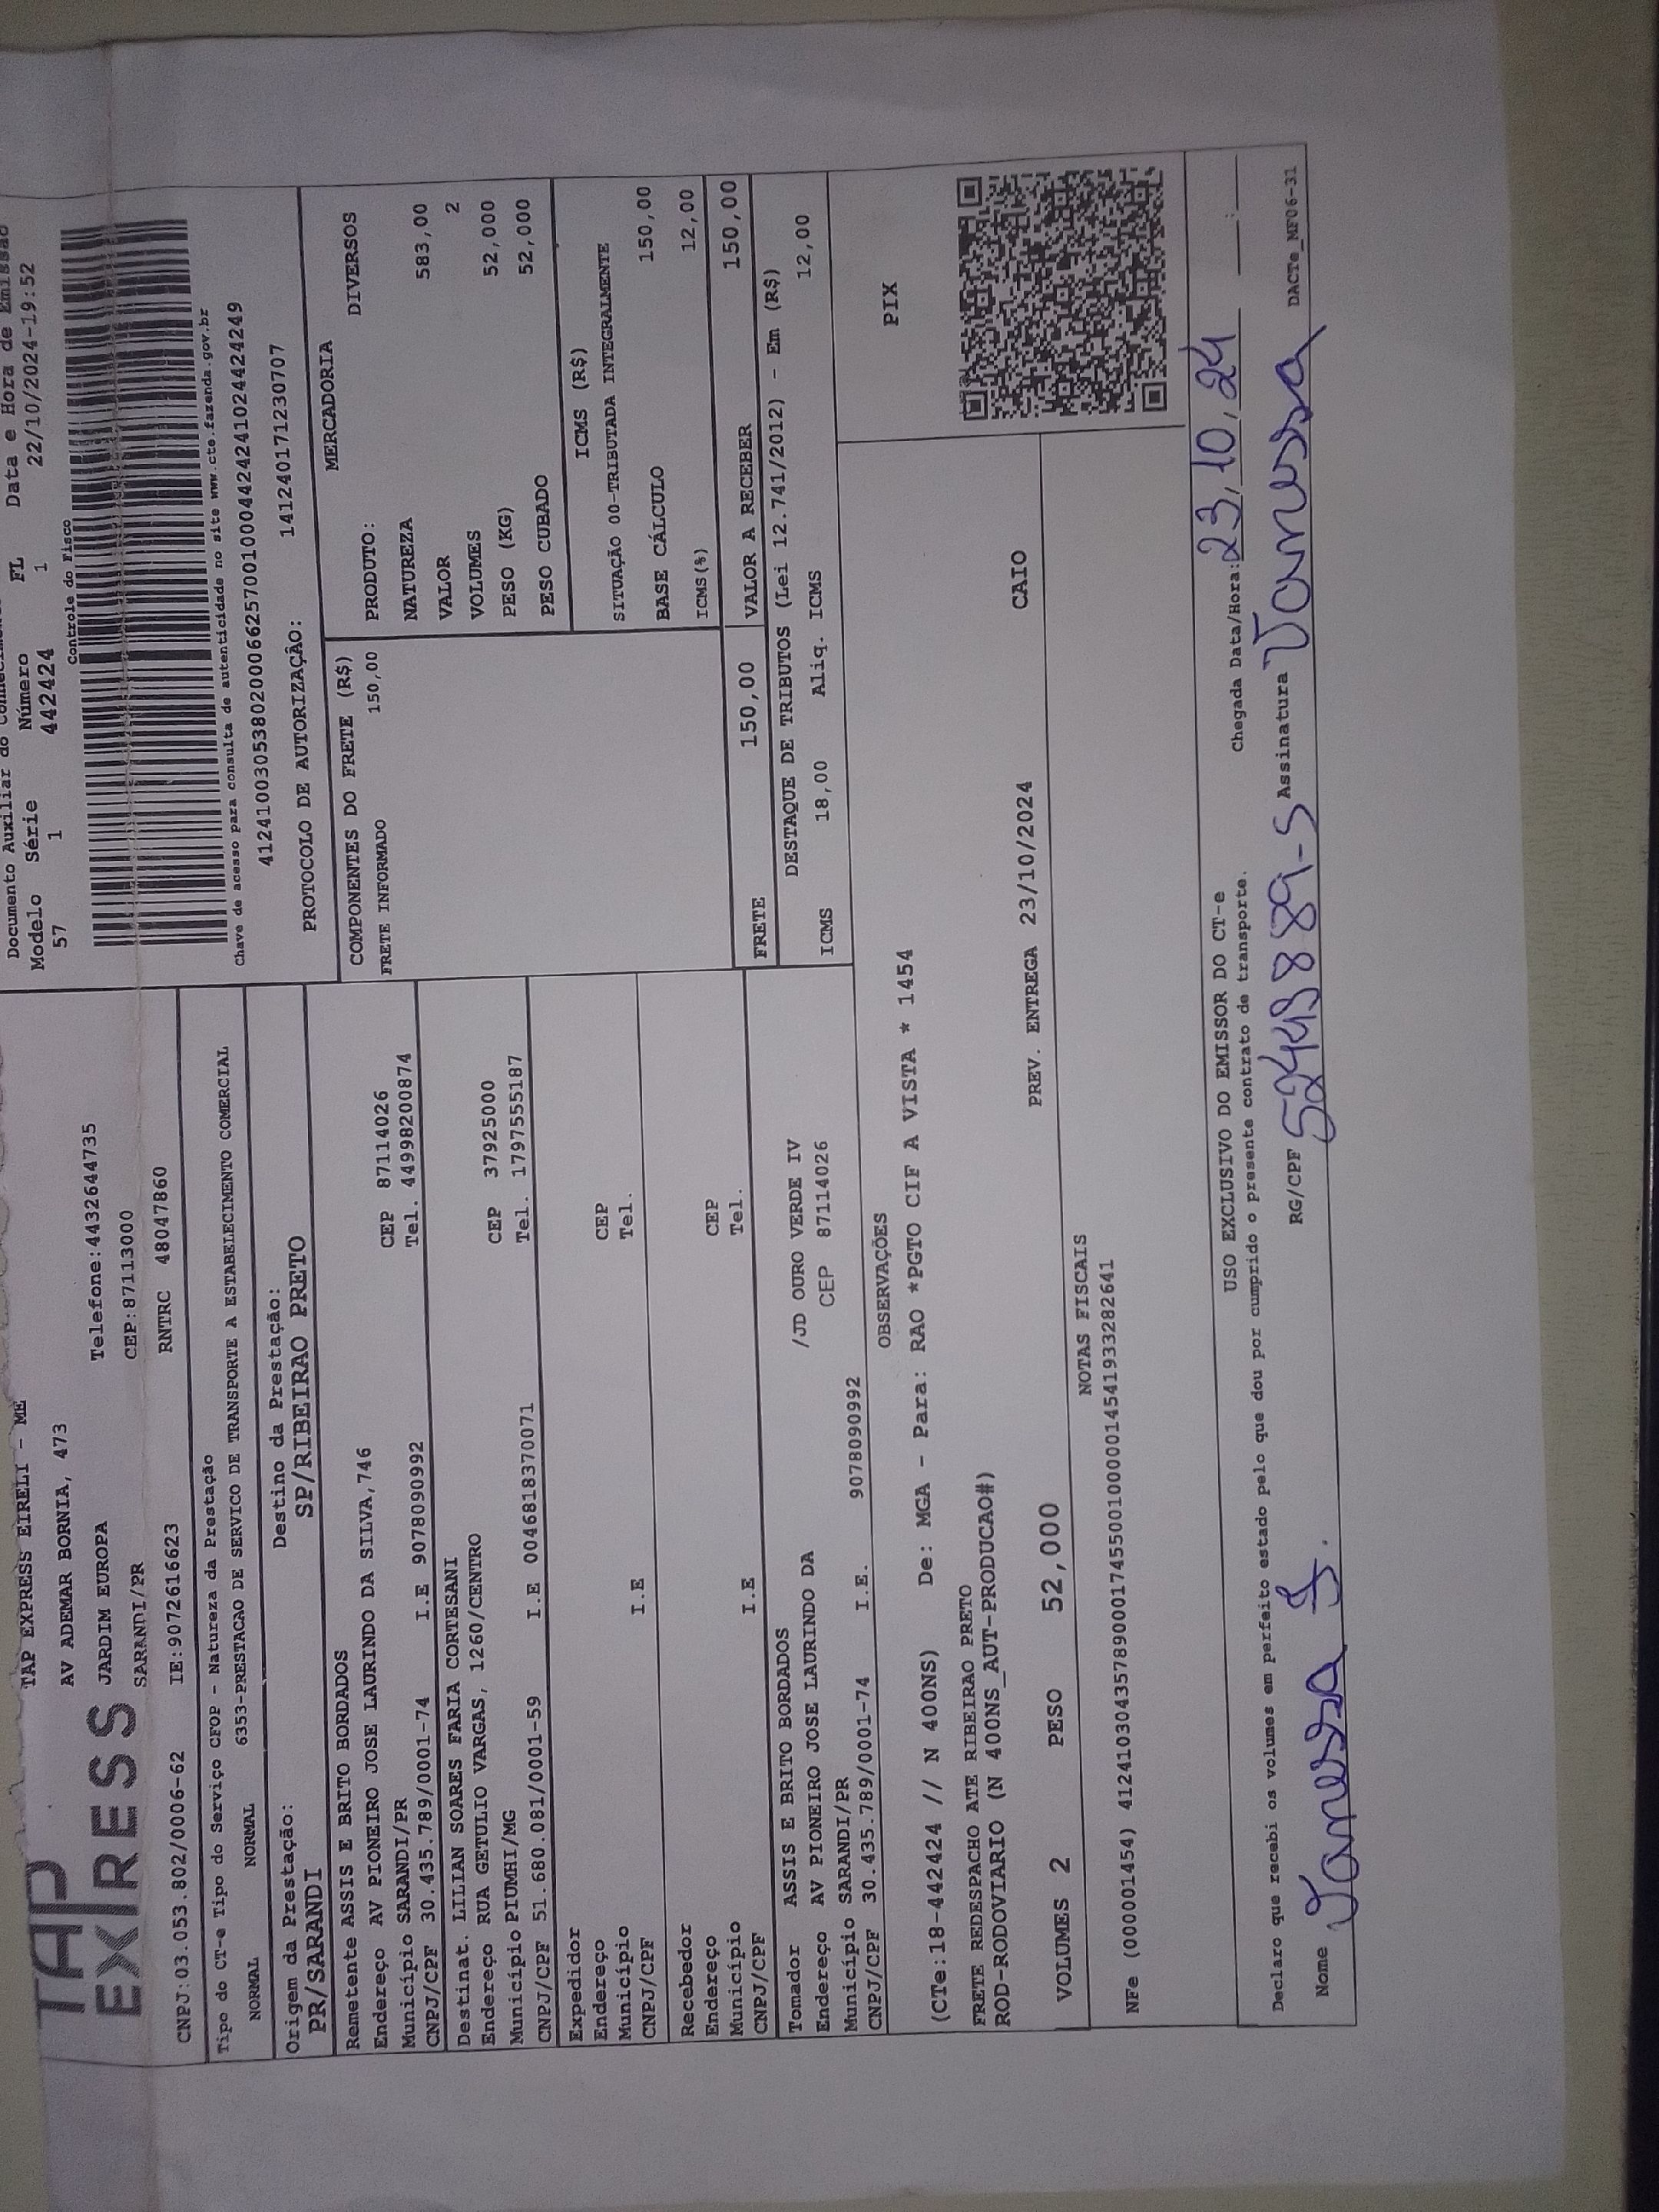 TAP
EXPRESS
TAP EXPRESS EIRELI - ME
AV ADEMAR BORNIA, 473
JARDIM EUROPA Telefone:4432644735
SARANDI/PR CEP:87113000
CNPJ:03.053.802/0006-62 IE:9072616623 RNTRC 48047860
Documento Auxiliar do
Modelo Série Número FL Data e Hora de Emissão
57 1 442424 1 22/10/2024-19:52
Controle do Fisco
Chave de acesso para consulta de autenticidade no site www.cte.fazenda.gov.br
41241003053802000662570010004424241024424249
PROTOCOLO DE AUTORIZAÇÃO: 141240171230707
Tipo do CT-e Tipo do Serviço CFOP - Natureza da Prestação
NORMAL NORMAL 6353-PRESTACAO DE SERVICO DE TRANSPORTE A ESTABELECIMENTO COMERCIAL
Origem da Prestação: Destino da Prestação:
PR/SARANDI SP/RIBEIRAO PRETO
Remetente ASSIS E BRITO BORDADOS
Endereço AV PIONEIRO JOSE LAURINDO DA SILVA,746 CEP 87114026
Município SARANDI/PR Tel. 44998200874
CNPJ/CPF 30.435.789/0001-74 I.E 9078090992
Destinat. LILIAN SOARES FARIA CORTESANI
Endereço RUA GETULIO VARGAS, 1260/CENTRO CEP 37925000
Município PIUMHI/MG Tel. 17975555187
CNPJ/CPF 51.680.081/0001-59 I.E 0046818370071
Expedidor
Endereço CEP
Município Tel.
CNPJ/CPF I.E
Recebedor
Endereço CEP
Município Tel.
CNPJ/CPF I.E
Tomador ASSIS E BRITO BORDADOS
Endereço AV PIONEIRO JOSE LAURINDO DA /JD OURO VERDE IV
Município SARANDI/PR CEP 87114026
CNPJ/CPF 30.435.789/0001-74 I.E. 9078090992
COMPONENTES DO FRETE (R$)
FRETE INFORMADO 150,00
FRETE 150,00
MERCADORIA
PRODUTO: DIVERSOS
NATUREZA
VALOR 583,00
VOLUMES 2
PESO (KG) 52,000
PESO CUBADO 52,000
ICMS (R$)
SITUAÇÃO 00-TRIBUTADA INTEGRALMENTE
BASE CÁLCULO 150,00
ICMS(%) 12,00
VALOR A RECEBER 150,00
DESTAQUE DE TRIBUTOS (Lei 12.741/2012) - Em (R$)
ICMS 18,00 Aliq. ICMS 12,00
OBSERVAÇÕES
(CTe:18-442424 // N 400NS) De: MGA - Para: RAO *PGTO CIF A VISTA * 1454
FRETE REDESPACHO ATE RIBEIRAO PRETO
ROD-RODOVIARIO (N 400NS_AUT-PRODUCAO#)
PIX
VOLUMES 2 PESO 52,000 PREV. ENTREGA 23/10/2024 CAIO
NOTAS FISCAIS
NFe (000001454) 41241030435789000174550010000014541933282641
USO EXCLUSIVO DO EMISSOR DO CT-e Chegada Data/Hora: 23/10/24 :
Declaro que recebi os volumes em perfeito estado pelo que dou por cumprido o presente contrato de transporte.
Nome Vanessa RG/CPF Assinatura Vanessa
DACTe_MF06-31